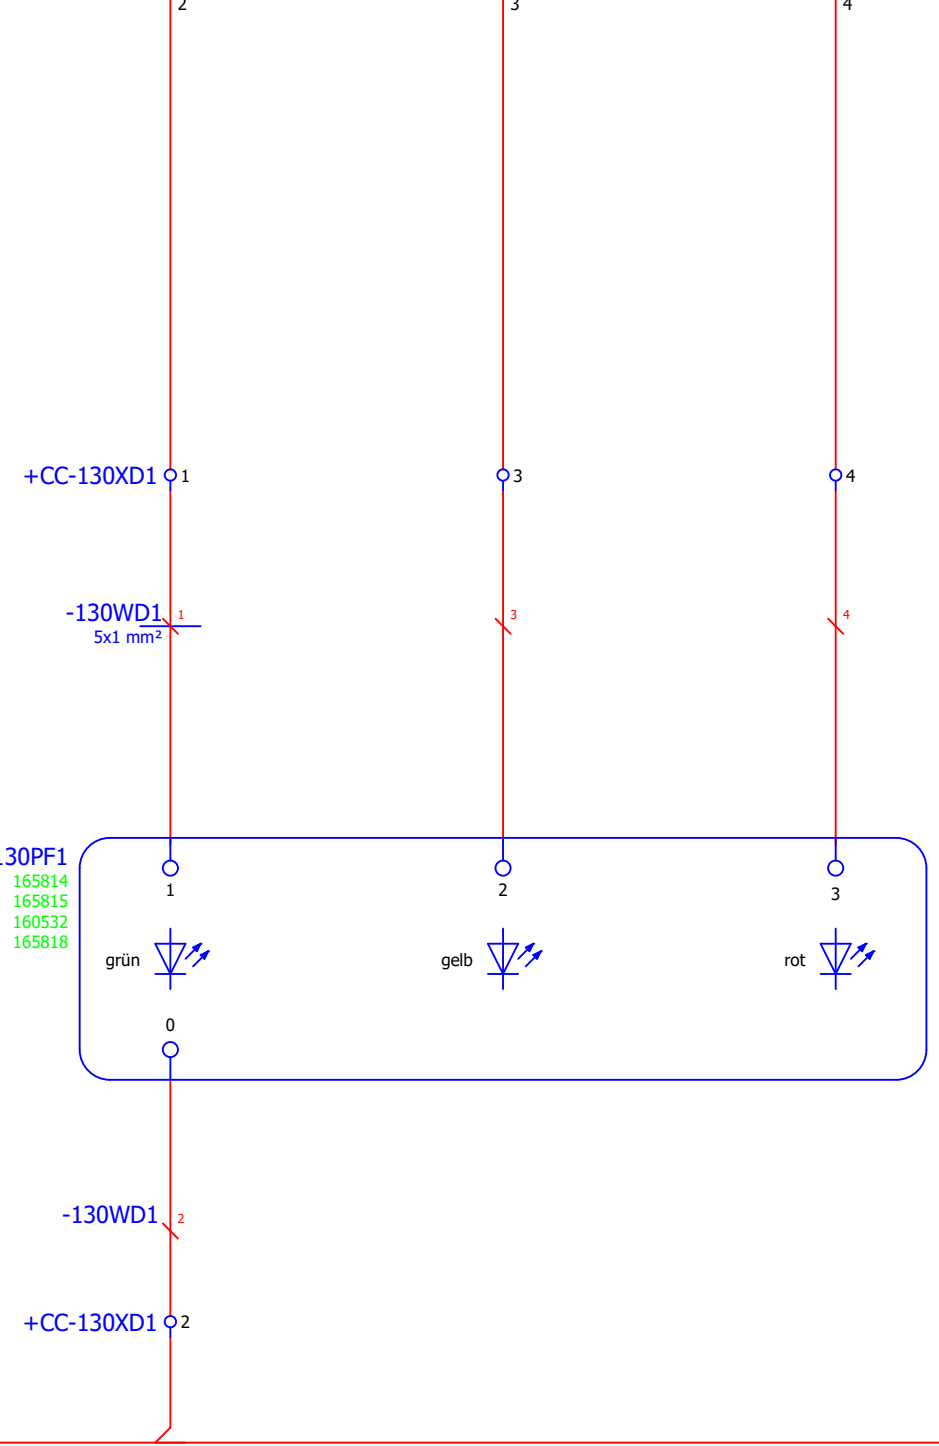 2 3 4
+CC-130XD1 1 3 4
-130WD1 1 3 4
5x1 mm²
130PF1
165814
165815
160532
165818
1 2 3
grün gelb rot
0
-130WD1 2
+CC-130XD1 2